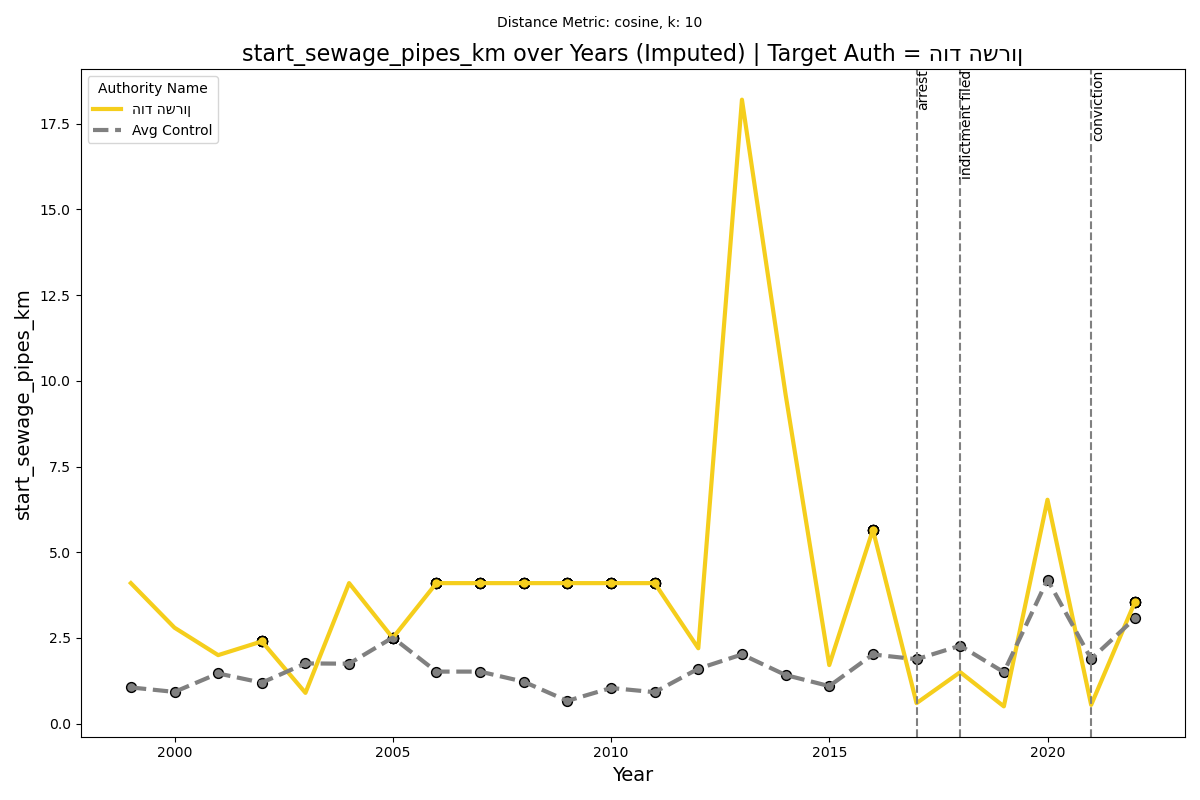 Distance Metric: cosine, k: 10
start_sewage_pipes_km over Years (Imputed) | Target Auth = הוד השרון
Authority Name
הוד השרון
Avg Control
arrest
indictment filed
conviction
17.5
15.0
12.5
10.0
7.5
5.0
2.5
0.0
start_sewage_pipes_km
2000 2005 2010 2015 2020
Year